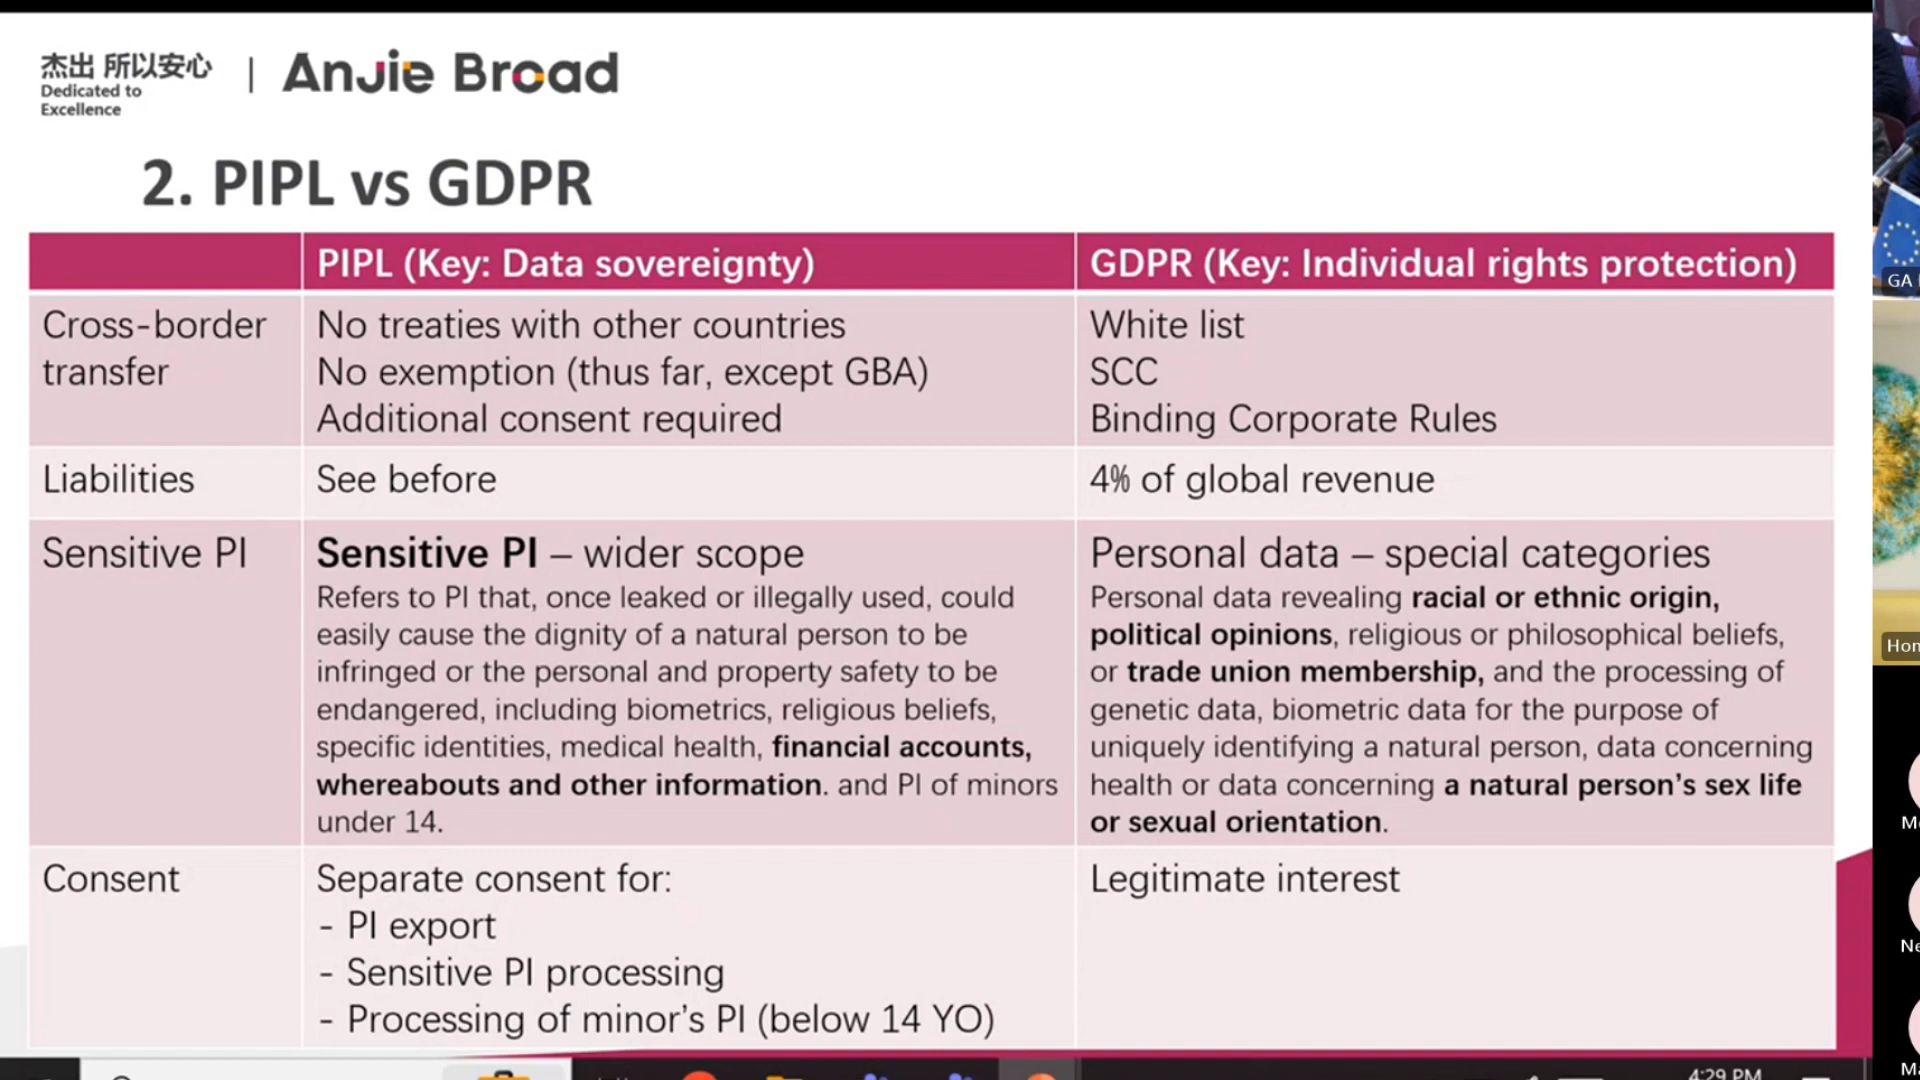 杰出 所以安心
Dedicated to
Excellence
Anjie Broad
2. PIPL vs GDPR
PIPL (Key: Data sovereignty)
GDPR (Key: Individual rights protection)
Cross-border
transfer
No treaties with other countries
No exemption (thus far, except GBA)
Additional consent required
White list
SCC
Binding Corporate Rules
Liabilities
See before
4% of global revenue
Sensitive PI
Sensitive PI – wider scope
Refers to PI that, once leaked or illegally used, could
easily cause the dignity of a natural person to be
infringed or the personal and property safety to be
endangered, including biometrics, religious beliefs,
specific identities, medical health, financial accounts,
whereabouts and other information. and PI of minors
under 14.
Personal data – special categories
Personal data revealing racial or ethnic origin,
political opinions, religious or philosophical beliefs,
or trade union membership, and the processing of
genetic data, biometric data for the purpose of
uniquely identifying a natural person, data concerning
health or data concerning a natural person's sex life
or sexual orientation.
Consent
Separate consent for:
- PI export
- Sensitive PI processing
- Processing of minor's PI (below 14 YO)
Legitimate interest
GA
4:29 PM